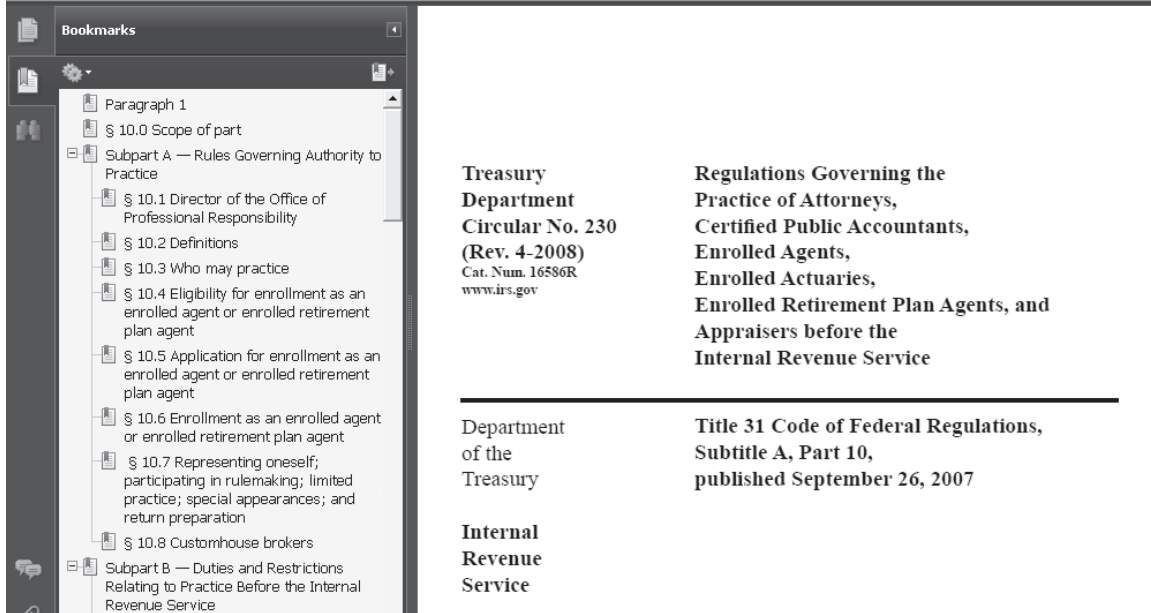 Bookmarks
Paragraph 1
§ 10.0 Scope of part
Subpart A — Rules Governing Authority to
Practice
§ 10.1 Director of the Office of
Professional Responsibility
§ 10.2 Definitions
§ 10.3 Who may practice
§ 10.4 Eligibility for enrollment as an
enrolled agent or enrolled retirement
plan agent
§ 10.5 Application for enrollment as an
enrolled agent or enrolled retirement
plan agent
§ 10.6 Enrollment as an enrolled agent
or enrolled retirement plan agent
§ 10.7 Representing oneself;
participating in rulemaking; limited
practice; special appearances; and
return preparation
§ 10.8 Customhouse brokers
Subpart B — Duties and Restrictions
Relating to Practice Before the Internal
Revenue Service
Treasury
Department
Circular No. 230
(Rev. 4-2008)
Cat. Num. 16586R
www.irs.gov
Regulations Governing the
Practice of Attorneys,
Certified Public Accountants,
Enrolled Agents,
Enrolled Actuaries,
Enrolled Retirement Plan Agents, and
Appraisers before the
Internal Revenue Service
Department
of the
Treasury
Title 31 Code of Federal Regulations,
Subtitle A, Part 10,
published September 26, 2007
Internal
Revenue
Service